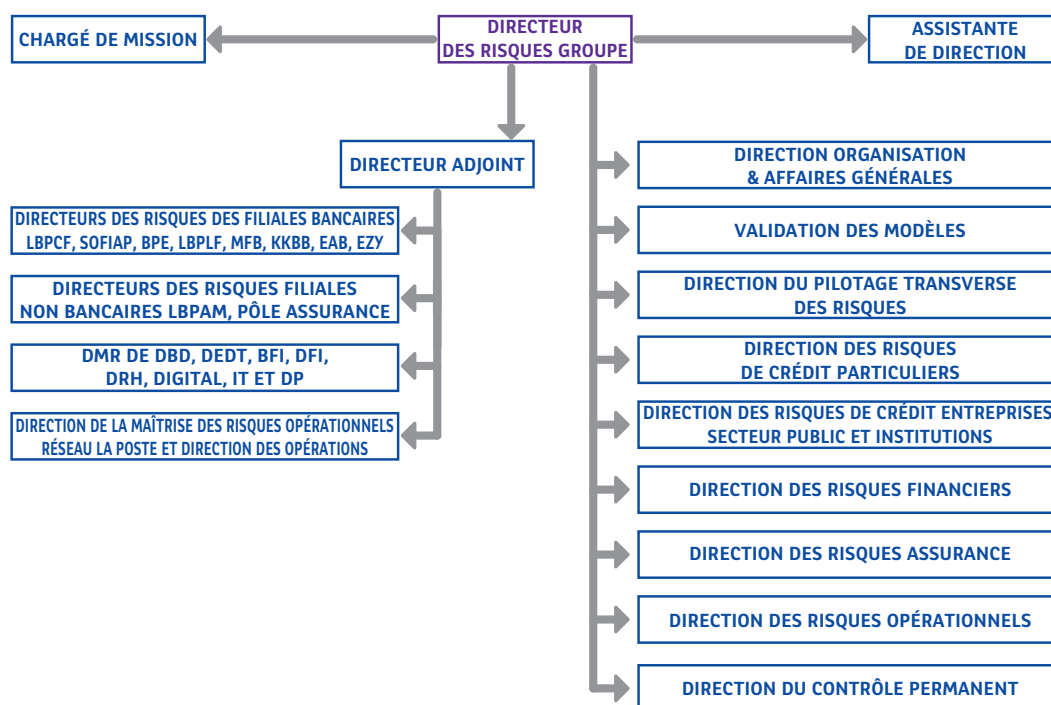 CHARGÉ DE MISSION
DIRECTEUR
DES RISQUES GROUPE
ASSISTANTE
DE DIRECTION
DIRECTEUR ADJOINT
DIRECTEURS DES RISQUES DES FILIALES BANCAIRES
LBPCF, SOFIAP, BPE, LBPLF, MFB, KKBB, EAB, EZY
DIRECTEURS DES RISQUES FILIALES
NON BANCAIRES LBPAM, PÔLE ASSURANCE
DMR DE DBD, DEDT, BFI, DFI,
DRH, DIGITAL, IT ET DP
DIRECTION DE LA MAÎTRISE DES RISQUES OPÉRATIONNELS
RÉSEAU LA POSTE ET DIRECTION DES OPÉRATIONS
DIRECTION ORGANISATION
& AFFAIRES GÉNÉRALES
VALIDATION DES MODÈLES
DIRECTION DU PILOTAGE TRANSVERSE
DES RISQUES
DIRECTION DES RISQUES
DE CRÉDIT PARTICULIERS
DIRECTION DES RISQUES DE CRÉDIT ENTREPRISES
SECTEUR PUBLIC ET INSTITUTIONS
DIRECTION DES RISQUES FINANCIERS
DIRECTION DES RISQUES ASSURANCE
DIRECTION DES RISQUES OPÉRATIONNELS
DIRECTION DU CONTRÔLE PERMANENT